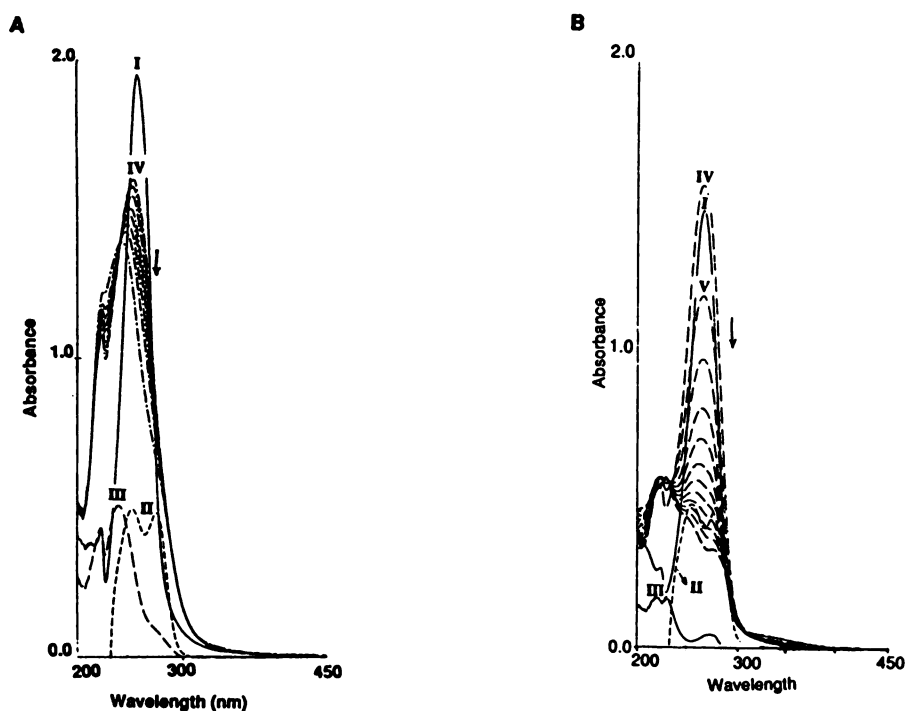 A
B
2.0
I
IV
III
II
1.0
0.0
200
300
450
Absorbance
Wavelength (nm)
2.0
IV
I
V
III
II
1.0
0.0
200
300
450
Absorbance
Wavelength